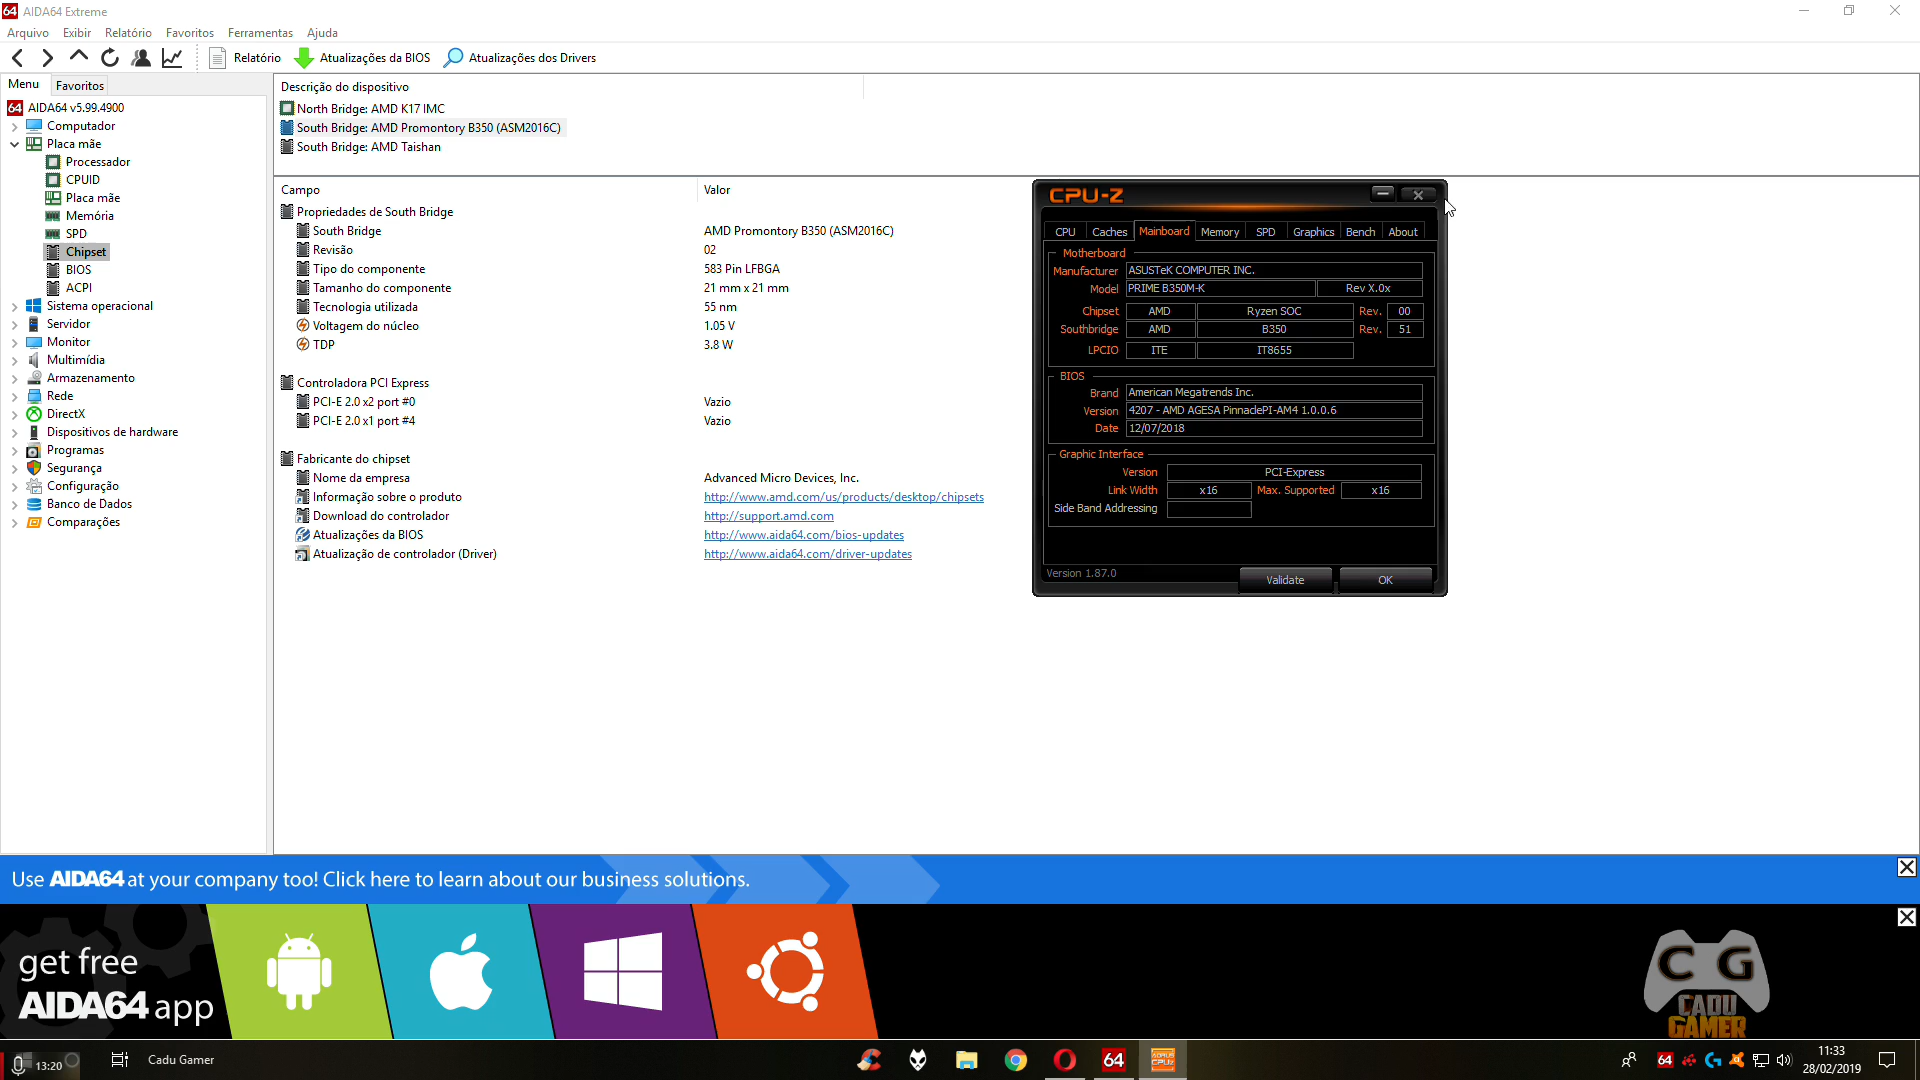 64 AIDA64 Extreme
Arquivo Exibir Relatório Favoritos Ferramentas Ajuda
Relatório Atualizações da BIOS Atualizações dos Drivers
Menu Favoritos
64 AIDA64 v5.99.4900
Computador
Placa mãe
Processador
CPUID
Placa mãe
Memória
SPD
Chipset
BIOS
ACPI
Sistema operacional
Servidor
Monitor
Multimídia
Armazenamento
Rede
DirectX
Dispositivos de hardware
Programas
Segurança
Configuração
Banco de Dados
Comparações
Descrição do dispositivo
North Bridge: AMD K17 IMC
South Bridge: AMD Promontory B350 (ASM2016C)
South Bridge: AMD Taishan
Campo Valor
Propriedades de South Bridge
South Bridge AMD Promontory B350 (ASM2016C)
Revisão 02
Tipo do componente 583 Pin LFBGA
Tamanho do componente 21 mm x 21 mm
Tecnologia utilizada 55 nm
Voltagem do núcleo 1.05 V
TDP 3.8 W
Controladora PCI Express
PCI-E 2.0 x2 port #0 Vazio
PCI-E 2.0 x1 port #4 Vazio
Fabricante do chipset
Nome da empresa Advanced Micro Devices, Inc.
Informação sobre o produto http://www.amd.com/us/products/desktop/chipsets
Download do controlador http://support.amd.com
Atualizações da BIOS http://www.aida64.com/bios-updates
Atualização de controlador (Driver) http://www.aida64.com/driver-updates
CPU-Z
CPU Caches Mainboard Memory SPD Graphics Bench About
Motherboard
Manufacturer ASUSTeK COMPUTER INC.
Model PRIME B350M-K Rev X.0x
Chipset AMD Ryzen SOC Rev. 00
Southbridge AMD B350 Rev. 51
LPCIO ITE IT8655
BIOS
Brand American Megatrends Inc.
Version 4207 - AMD AGESA PinnaclePI-AM4 1.0.0.6
Date 12/07/2018
Graphic Interface
Version PCI-Express
Link Width x16 Max. Supported x16
Side Band Addressing
Version 1.87.0
Validate OK
Use AIDA64 at your company too! Click here to learn about our business solutions.
get free
AIDA64 app
C G
CADU
GAMER
13:20
Cadu Gamer
64
AORUS
CPUZ
64
11:33
28/02/2019